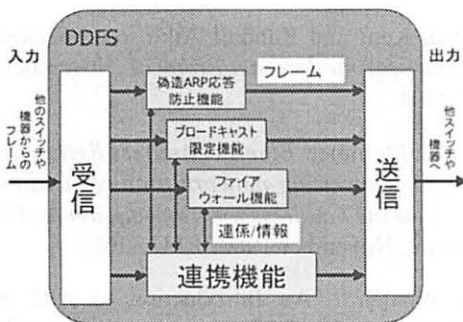 DDFS
入力
出力
他のスイッチや
機器からの
フレーム
受信
偽造ARP応答
防止機能
フレーム
ブロードキャスト
限定機能
ファイア
ウォール機能
連係/情報
連携機能
送信
他スイッチや
機器へ